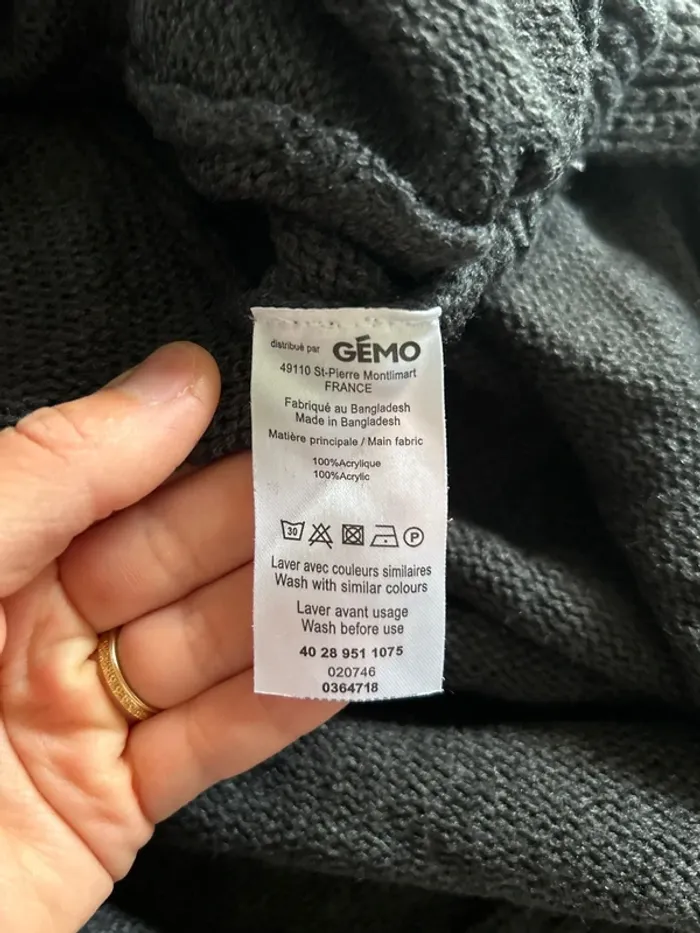 distribué par GÉMO
49110 St-Pierre Montlimart
FRANCE
Fabriqué au Bangladesh
Made in Bangladesh
Matière principale / Main fabric
100%Acrylique
100%Acrylic
30 P
Laver avec couleurs similaires
Wash with similar colours
Laver avant usage
Wash before use
40 28 951 1075
020746
0364718